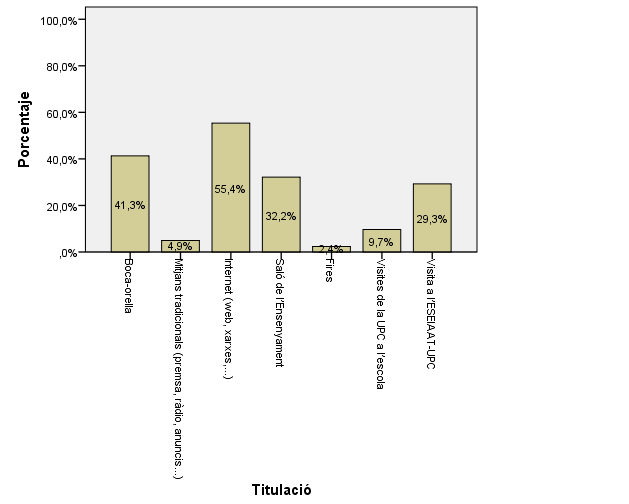 100,0%
80,0%
60,0%
40,0%
20,0%
,0%
Porcentaje
41,3%
4,9%
55,4%
32,2%
2,4%
9,7%
29,3%
Boca-orella
Mitjans tradicionals (premsa, ràdio, anuncis...)
Internet (web, xarxes,...)
Saló de l'Ensenyament
Fires
Visites de la UPC a l'escola
Visita a l'ESEIAAT-UPC
Titulació